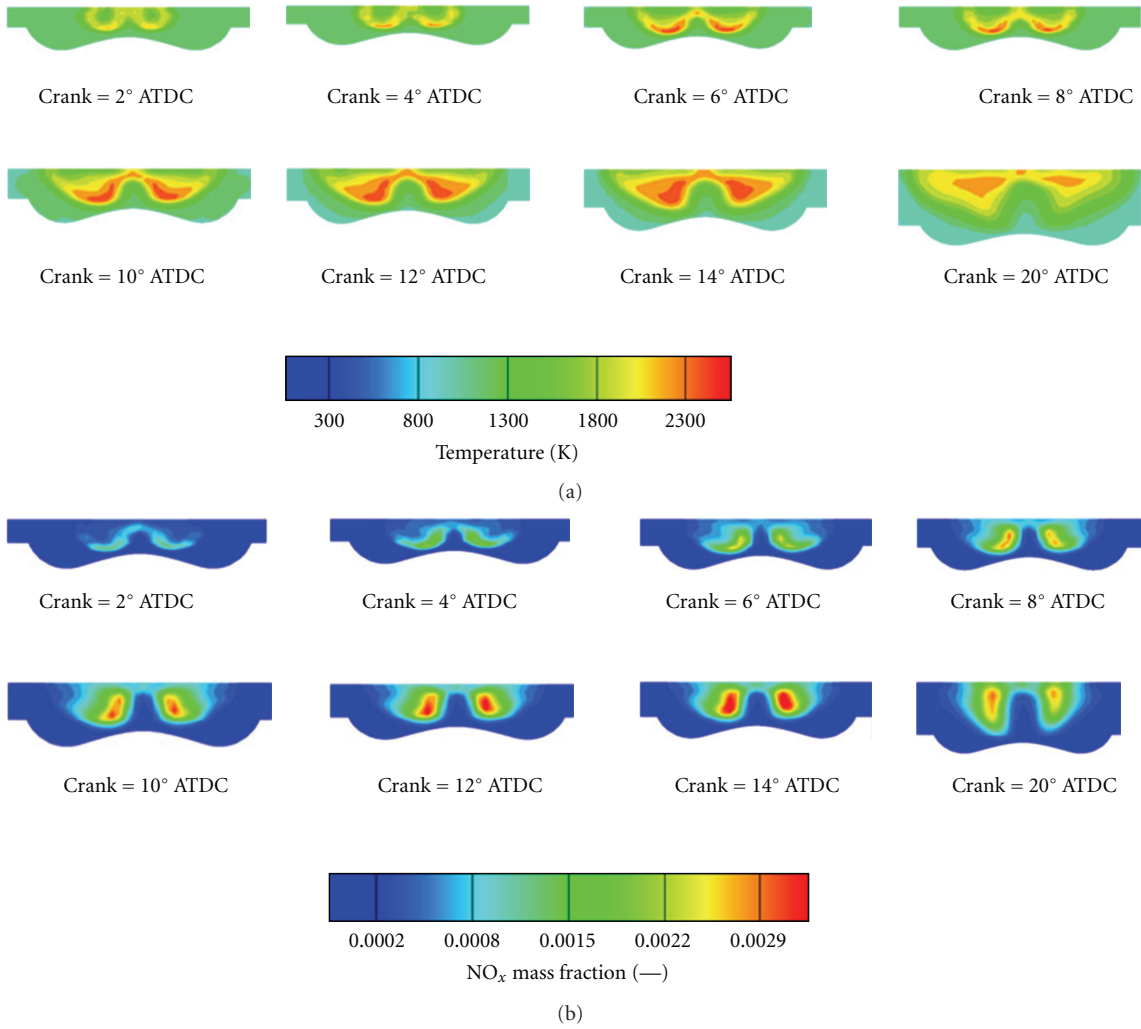 Crank = 2° ATDC
Crank = 4° ATDC
Crank = 6° ATDC
Crank = 8° ATDC
Crank = 10° ATDC
Crank = 12° ATDC
Crank = 14° ATDC
Crank = 20° ATDC
300 800 1300 1800 2300
Temperature (K)
(a)
Crank = 2° ATDC
Crank = 4° ATDC
Crank = 6° ATDC
Crank = 8° ATDC
Crank = 10° ATDC
Crank = 12° ATDC
Crank = 14° ATDC
Crank = 20° ATDC
0.0002 0.0008 0.0015 0.0022 0.0029
NOx mass fraction (—)
(b)